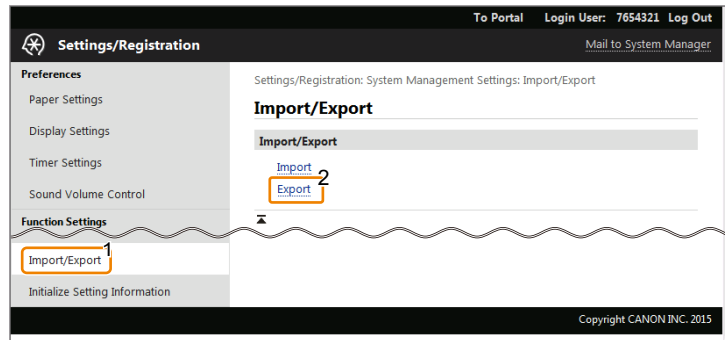 To Portal Login User: 7654321 Log Out
Settings/Registration
Mail to System Manager
Preferences
Paper Settings
Display Settings
Timer Settings
Sound Volume Control
Function Settings
Import/Export
1
Initialize Setting Information
Settings/Registration: System Management Settings: Import/Export
Import/Export
Import/Export
Import
2
Export
Copyright CANON INC. 2015